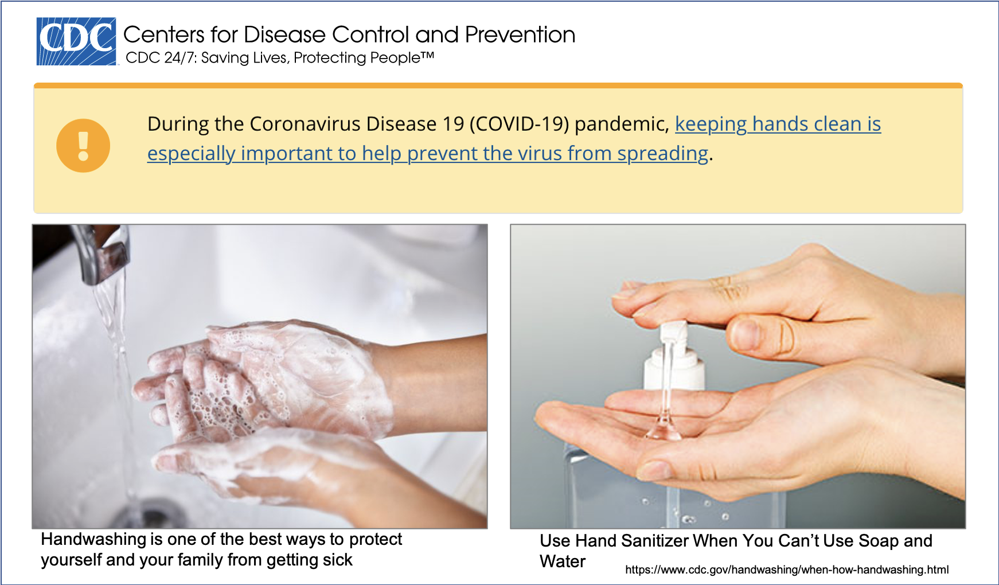 CDC
Centers for Disease Control and Prevention
CDC 24/7: Saving Lives, Protecting People™
During the Coronavirus Disease 19 (COVID-19) pandemic, keeping hands clean is
especially important to help prevent the virus from spreading.
Handwashing is one of the best ways to protect
yourself and your family from getting sick
Use Hand Sanitizer When You Can’t Use Soap and
Water
https://www.cdc.gov/handwashing/when-how-handwashing.html